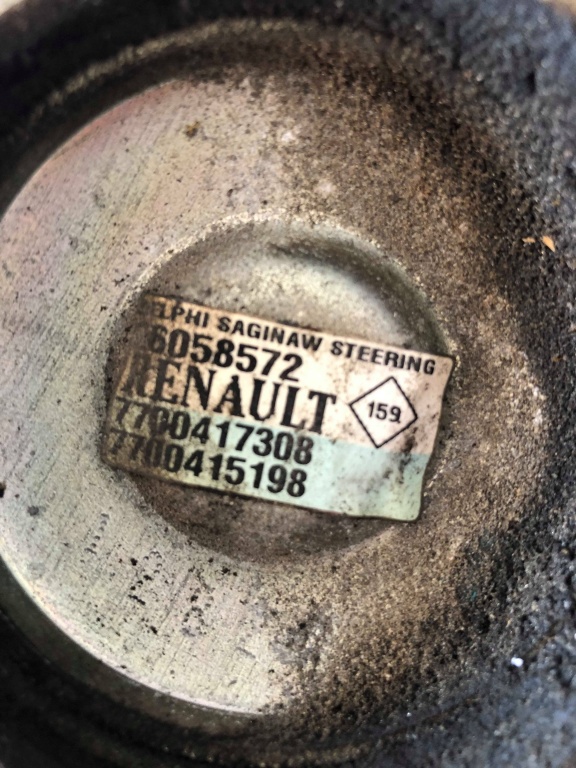 ELPHI SAGINAW STEERING
6058572
RENAULT
159
7700417308
7700415198